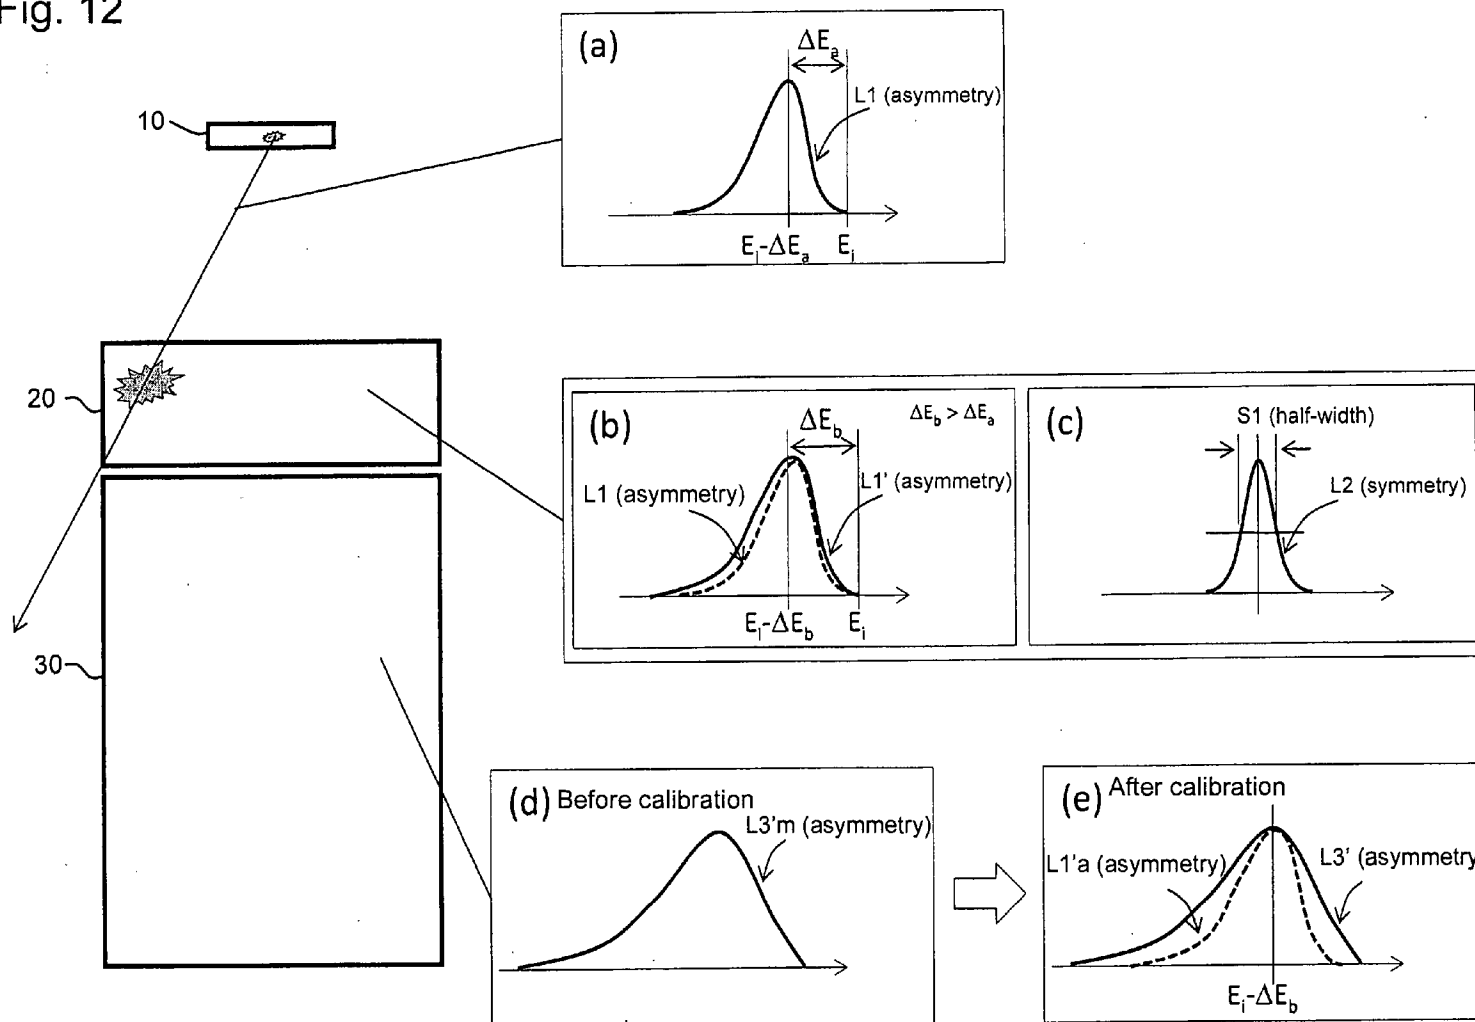 Fig. 12
(a)
ΔEa
L1 (asymmetry)
Ei-ΔEa
Ei
10
20
(b)
ΔEb
ΔEb > ΔEa
L1 (asymmetry)
L1' (asymmetry)
Ei-ΔEb
Ei
(c)
S1 (half-width)
L2 (symmetry)
30
(d) Before calibration
L3'm (asymmetry)
(e) After calibration
L1'a (asymmetry)
L3' (asymmetry
Ei-ΔEb